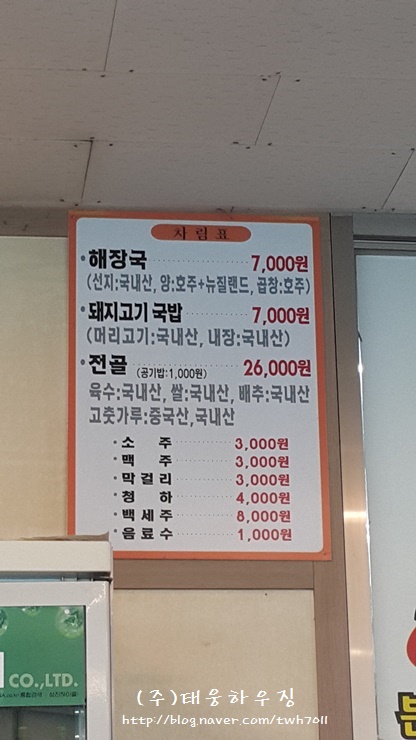 차림표
해장국 7,000원
(선지:국내산, 양:호주+뉴질랜드, 곱창:호주)
돼지고기 국밥 7,000원
(머리고기:국내산, 내장:국내산)
전골 (공기밥:1,000원) 26,000원
육수:국내산, 쌀:국내산, 배추:국내산
고춧가루:중국산,국내산
소주 3,000원
맥주 3,000원
막걸리 3,000원
청하 4,000원
백세주 8,000원
음료수 1,000원
CO.,LTD.
(주)태웅하우징
http://blog.naver.com/twh7011